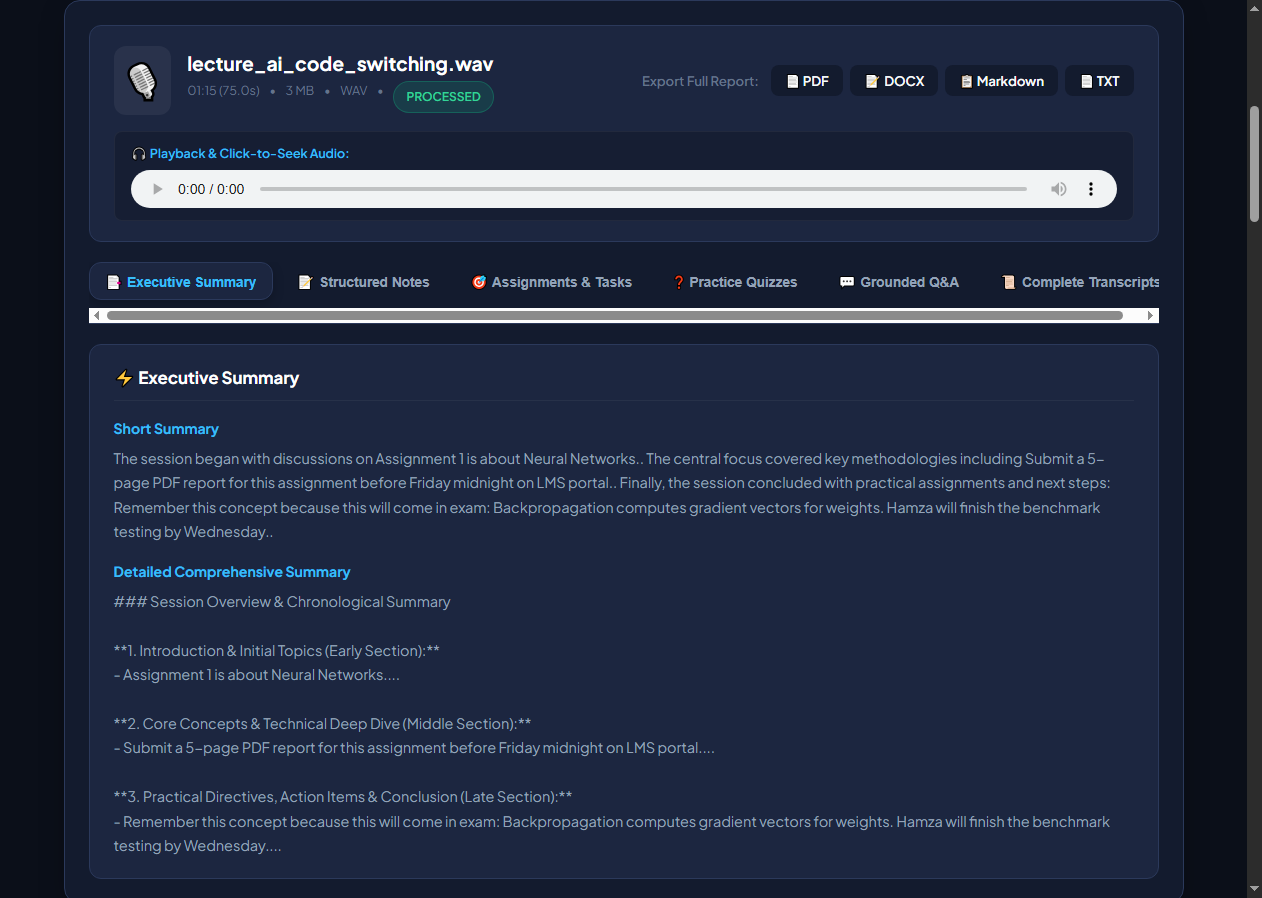 lecture_ai_code_switching.wav
01:15 (75.0s) • 3 MB • WAV • PROCESSED
Export Full Report: PDF DOCX Markdown TXT
Playback & Click-to-Seek Audio:
0:00 / 0:00
Executive Summary Structured Notes Assignments & Tasks Practice Quizzes Grounded Q&A Complete Transcripts
Executive Summary
Short Summary
The session began with discussions on Assignment 1 is about Neural Networks.. The central focus covered key methodologies including Submit a 5-
page PDF report for this assignment before Friday midnight on LMS portal.. Finally, the session concluded with practical assignments and next steps:
Remember this concept because this will come in exam: Backpropagation computes gradient vectors for weights. Hamza will finish the benchmark
testing by Wednesday..
Detailed Comprehensive Summary
### Session Overview & Chronological Summary
**1. Introduction & Initial Topics (Early Section):**
- Assignment 1 is about Neural Networks....
**2. Core Concepts & Technical Deep Dive (Middle Section):**
- Submit a 5-page PDF report for this assignment before Friday midnight on LMS portal....
**3. Practical Directives, Action Items & Conclusion (Late Section):**
- Remember this concept because this will come in exam: Backpropagation computes gradient vectors for weights. Hamza will finish the benchmark
testing by Wednesday....